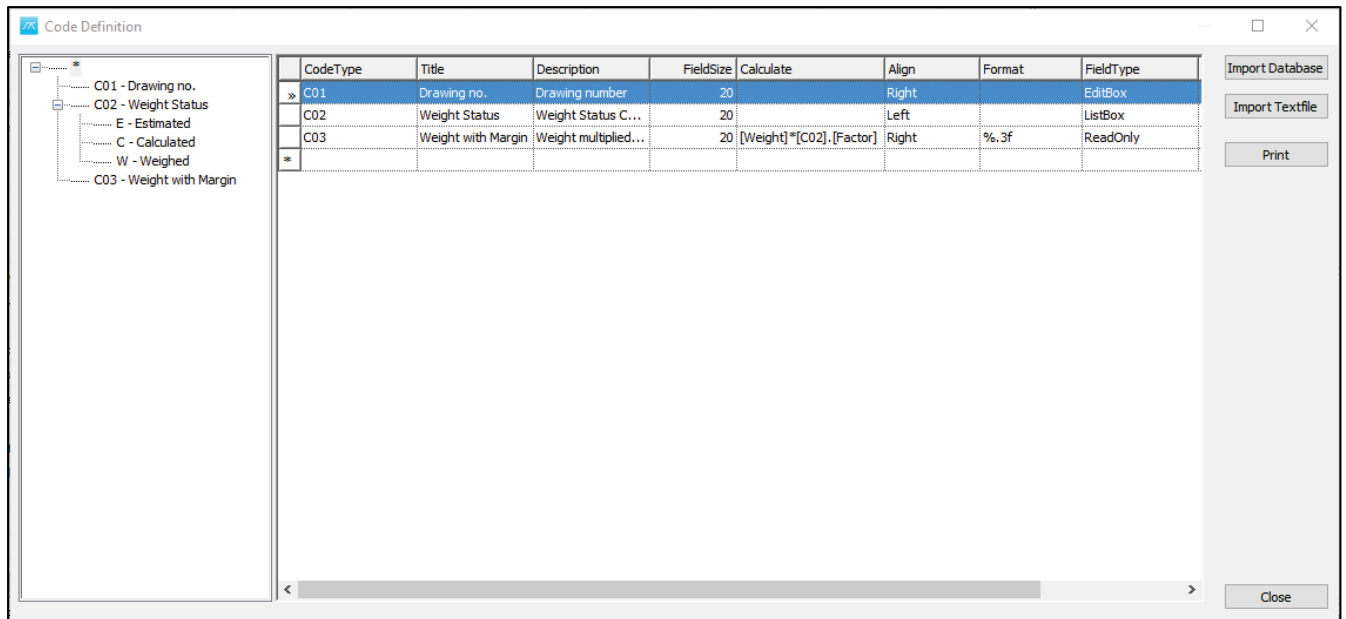 Code Definition
*
C01 - Drawing no.
C02 - Weight Status
E - Estimated
C - Calculated
W - Weighed
C03 - Weight with Margin
CodeType Title Description FieldSize Calculate Align Format FieldType
» C01 Drawing no. Drawing number 20 Right EditBox
C02 Weight Status Weight Status C... 20 Left ListBox
C03 Weight with Margin Weight multiplied... 20 [Weight]*[C02].[Factor] Right %.3f ReadOnly
*
Import Database
Import Textfile
Print
Close